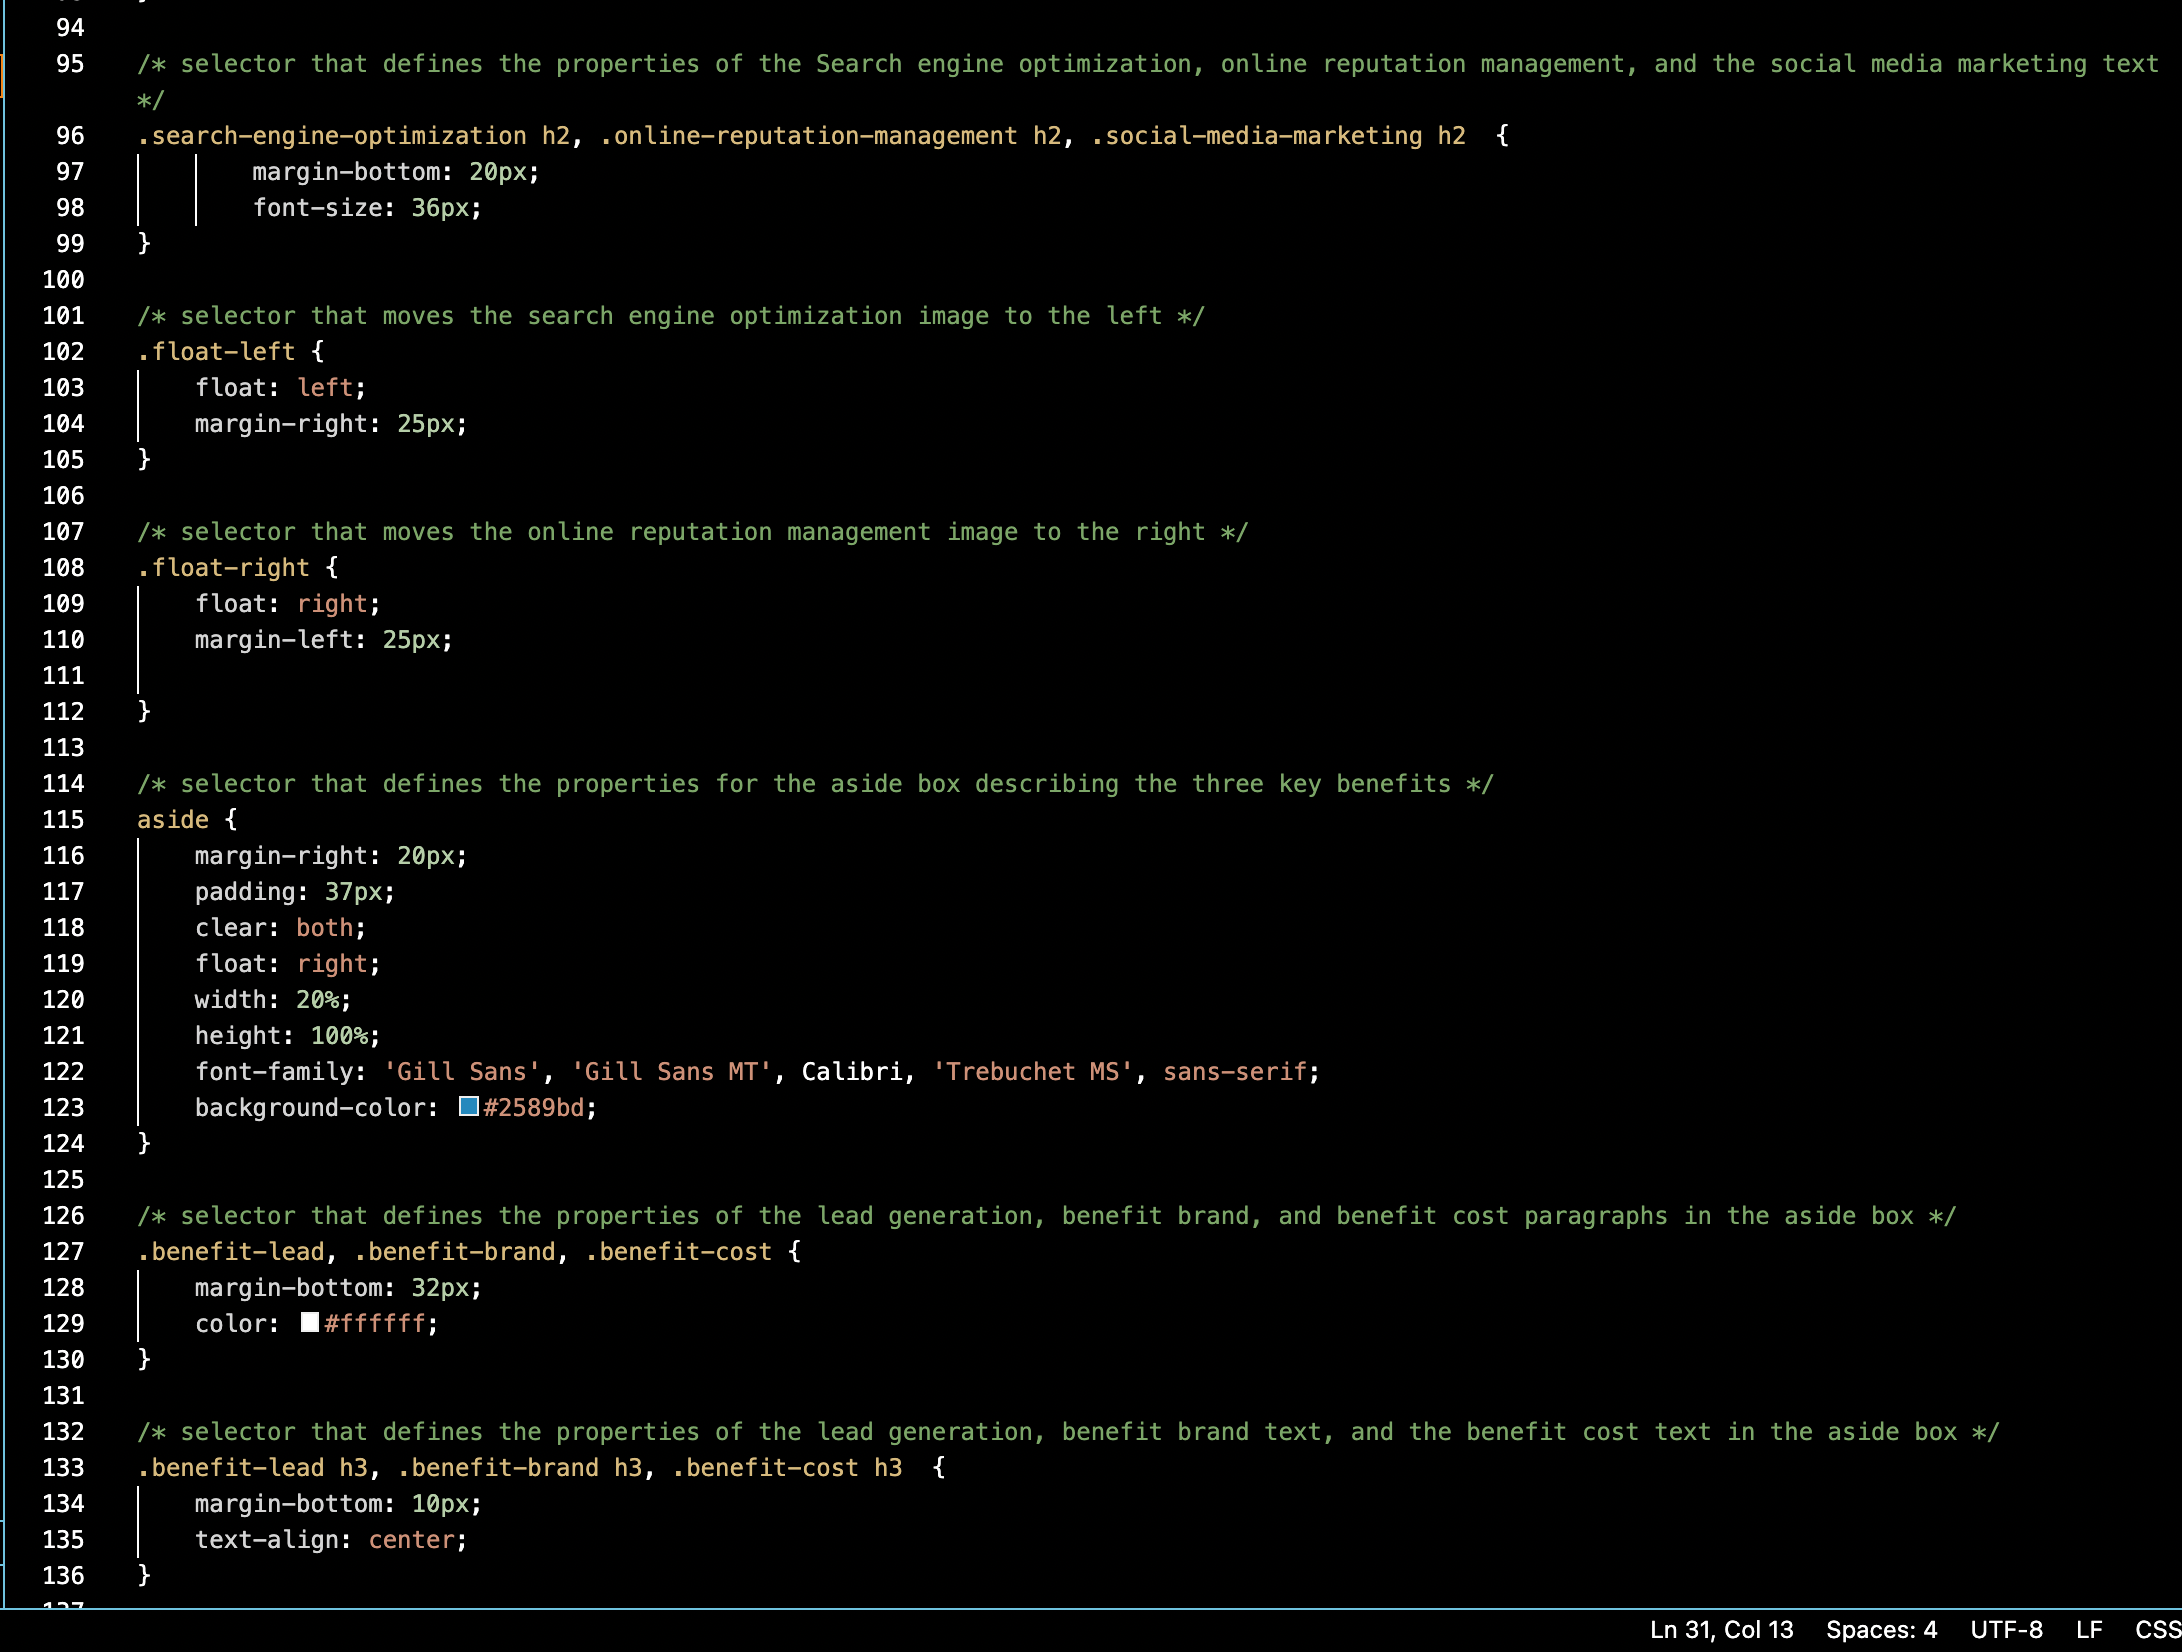 94
95 /* selector that defines the properties of the Search engine optimization, online reputation management, and the social media marketing text
*/
96 .search-engine-optimization h2, .online-reputation-management h2, .social-media-marketing h2  {
97         margin-bottom: 20px;
98         font-size: 36px;
99 }
100
101 /* selector that moves the search engine optimization image to the left */
102 .float-left {
103     float: left;
104     margin-right: 25px;
105 }
106
107 /* selector that moves the online reputation management image to the right */
108 .float-right {
109     float: right;
110     margin-left: 25px;
111
112 }
113
114 /* selector that defines the properties for the aside box describing the three key benefits */
115 aside {
116     margin-right: 20px;
117     padding: 37px;
118     clear: both;
119     float: right;
120     width: 20%;
121     height: 100%;
122     font-family: 'Gill Sans', 'Gill Sans MT', Calibri, 'Trebuchet MS', sans-serif;
123     background-color: #2589bd;
124 }
125
126 /* selector that defines the properties of the lead generation, benefit brand, and benefit cost paragraphs in the aside box */
127 .benefit-lead, .benefit-brand, .benefit-cost {
128     margin-bottom: 32px;
129     color: #ffffff;
130 }
131
132 /* selector that defines the properties of the lead generation, benefit brand text, and the benefit cost text in the aside box */
133 .benefit-lead h3, .benefit-brand h3, .benefit-cost h3  {
134     margin-bottom: 10px;
135     text-align: center;
136 }
Ln 31, Col 13 Spaces: 4 UTF-8 LF CSS